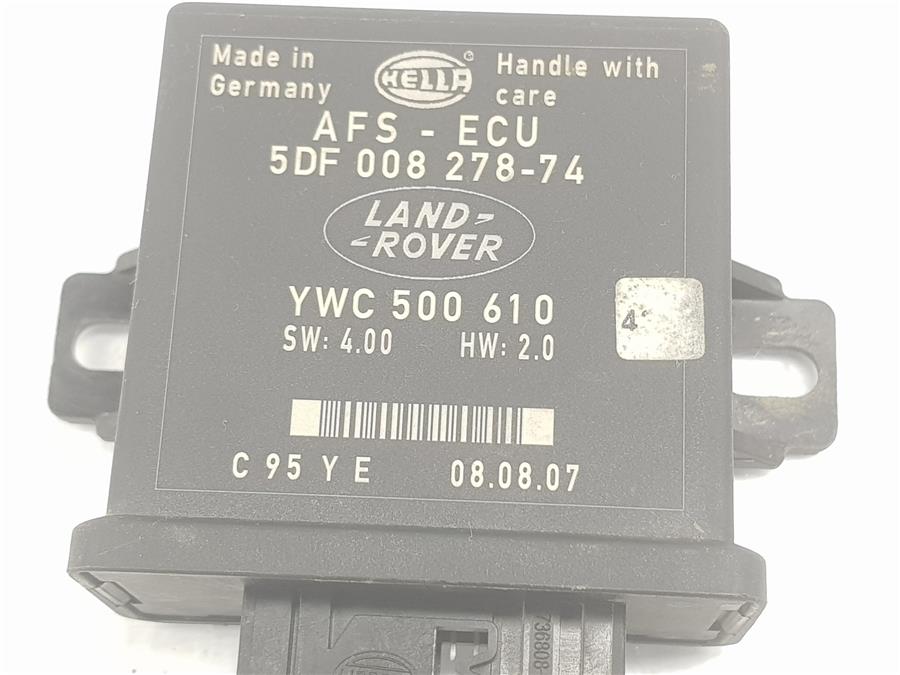 Made in
Germany
HELLA
®
Handle with
care
AFS - ECU
5DF 008 278-74
LAND-
-ROVER
YWC 500 610
SW: 4.00 HW: 2.0
4
C 95 Y E 08.08.07
736808-